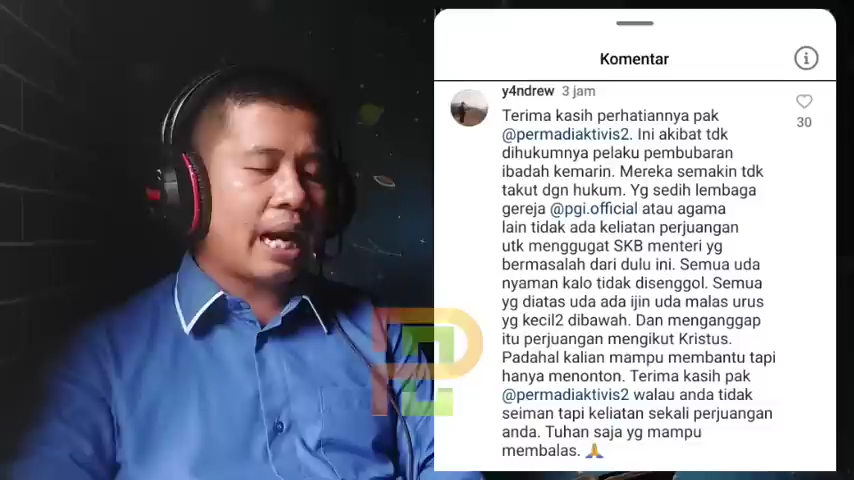 Komentar
y4ndrew 3 jam
Terima kasih perhatiannya pak
@permadiaktivis2. Ini akibat tdk
dihukumnya pelaku pembubaran
ibadah kemarin. Mereka semakin tdk
takut dgn hukum. Yg sedih lembaga
gereja @pgi.official atau agama
lain tidak ada keliatan perjuangan
utk menggugat SKB menteri yg
bermasalah dari dulu ini. Semua uda
nyaman kalo tidak disenggol. Semua
yg diatas uda ada ijin uda malas urus
yg kecil2 dibawah. Dan menganggap
itu perjuangan mengikut Kristus.
Padahal kalian mampu membantu tapi
hanya menonton. Terima kasih pak
@permadiaktivis2 walau anda tidak
seiman tapi keliatan sekali perjuangan
anda. Tuhan saja yg mampu
membalas. 🙏
30